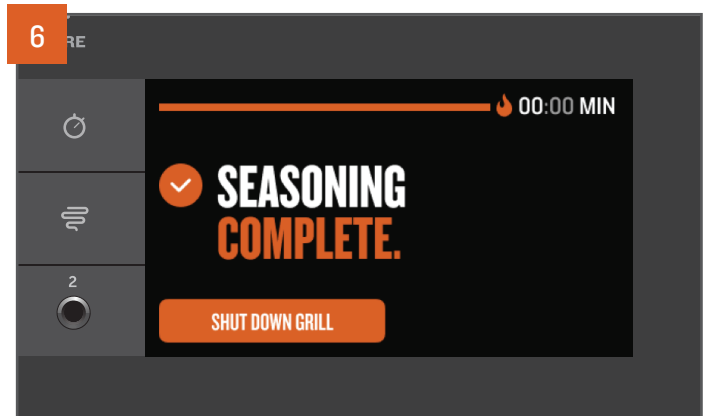 6
RE
00:00 MIN
SEASONING
COMPLETE.
2
SHUT DOWN GRILL